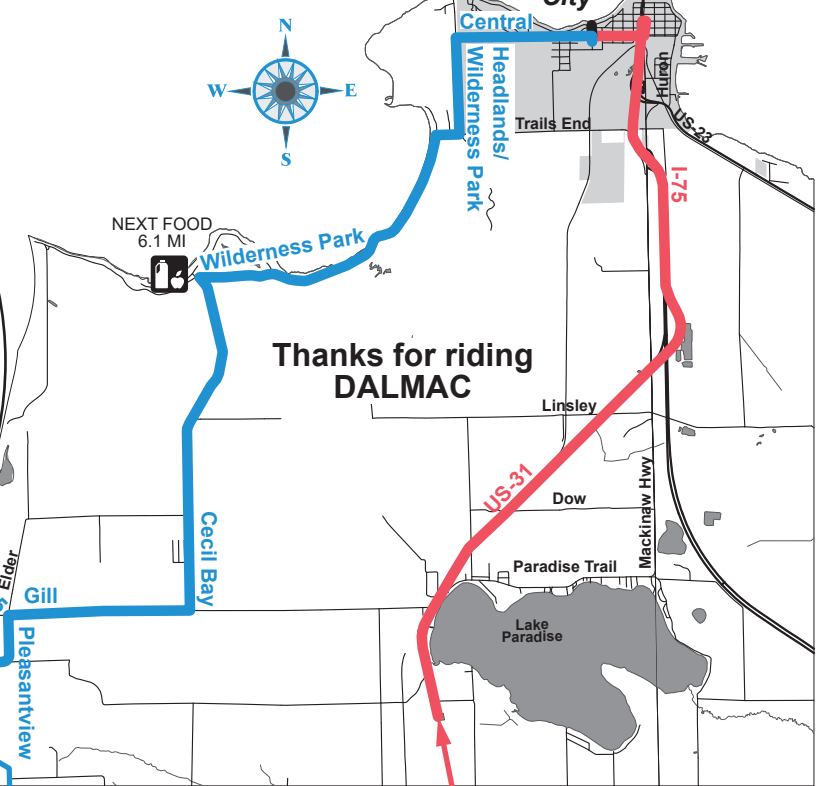 City
Central
N
W
E
S
Headlands/
Wilderness Park
Huron
Trails End
US-23
I-75
NEXT FOOD
6.1 MI
Wilderness Park
Thanks for riding
DALMAC
Linsley
US-31
Dow
Mackinaw Hwy
Cecil Bay
Elder
Paradise Trail
Gill
Lake
Paradise
Pleasantview